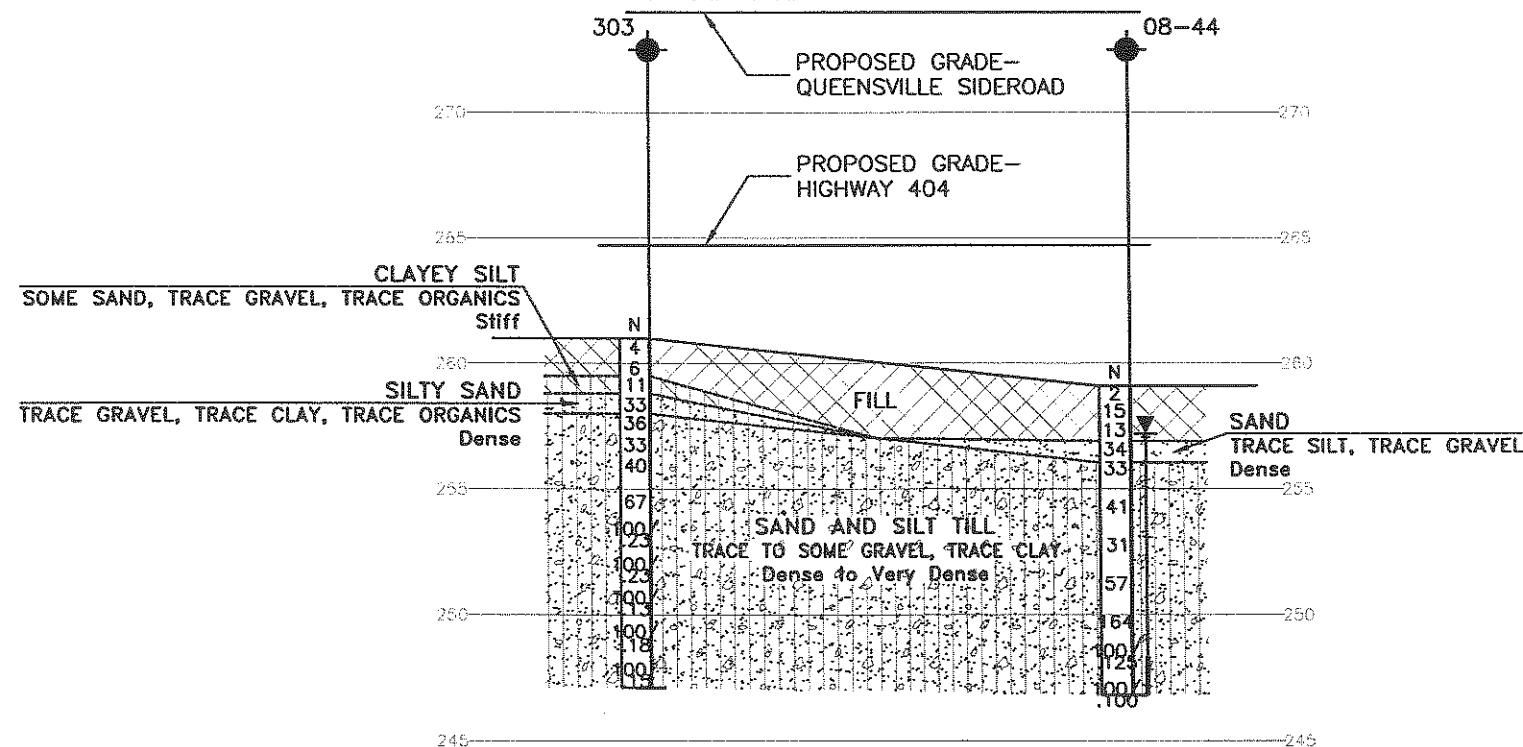 303
08-44
PROPOSED GRADE-
QUEENSVILLE SIDEROAD
270
270
PROPOSED GRADE-
HIGHWAY 404
265
265
CLAYEY SILT
SOME SAND, TRACE GRAVEL, TRACE ORGANICS
Stiff
SILTY SAND
TRACE GRAVEL, TRACE CLAY, TRACE ORGANICS
Dense
N
4
6
11
33
36
33
40
67
100/
.23
100/
.23
100/
.13
100/
.18
100/
260
260
FILL
N
2
15
13
34
33
41
31
57
164
100/
.125
100/
.100
SAND
TRACE SILT, TRACE GRAVEL
Dense
255
255
SAND AND SILT TILL
TRACE TO SOME GRAVEL, TRACE CLAY
Dense to Very Dense
250
250
245
245